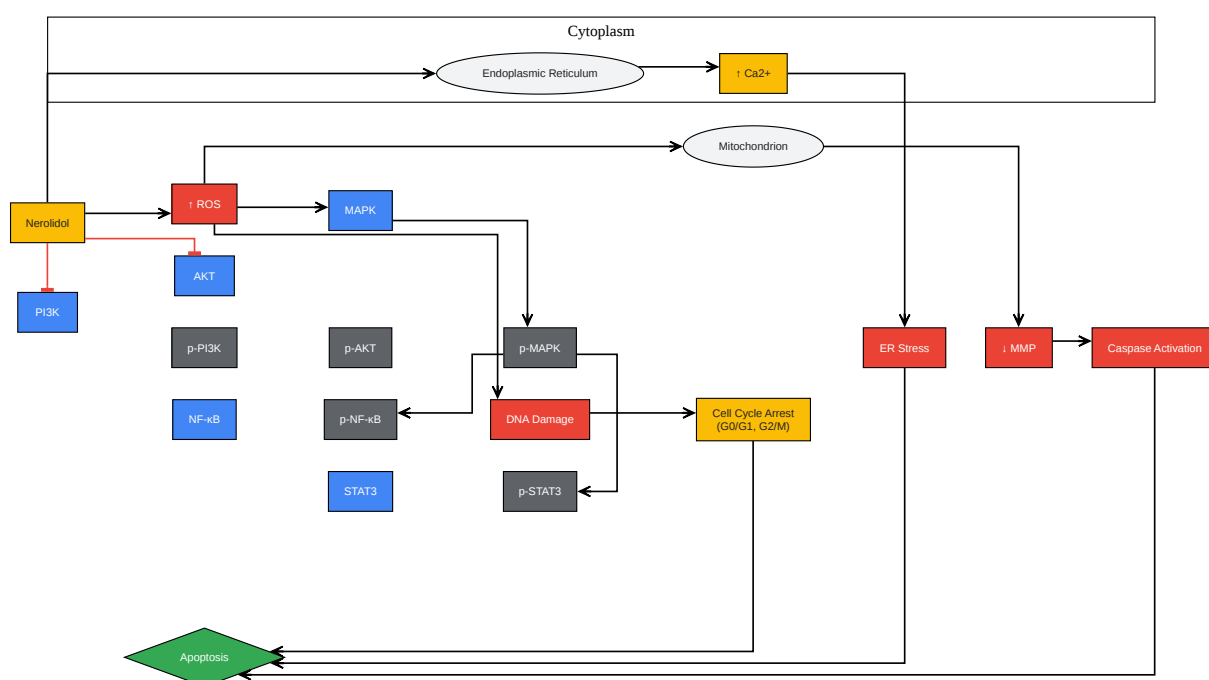 Cytoplasm
Endoplasmic Reticulum
↑ Ca2+
Mitochondrion
↑ ROS
MAPK
Nerolidol
AKT
PI3K
p-PI3K
p-AKT
p-MAPK
ER Stress
↓ MMP
Caspase Activation
NF-κB
p-NF-κB
DNA Damage
Cell Cycle Arrest
(G0/G1, G2/M)
STAT3
p-STAT3
Apoptosis